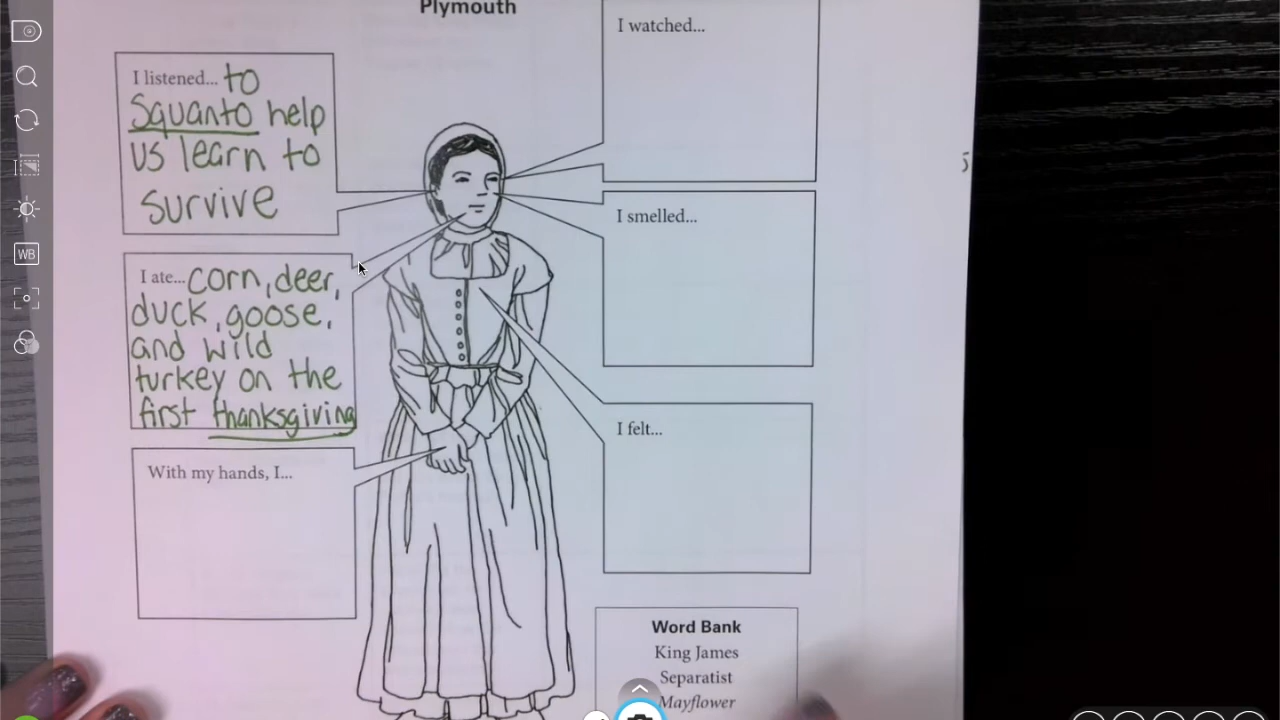 Plymouth
I listened... to
Squanto help
us learn to
survive
I ate... corn, deer,
duck, goose,
and wild
turkey on the
first thanksgiving
With my hands, I...
I watched...
I smelled...
I felt...
Word Bank
King James
Separatist
Mayflower
WB